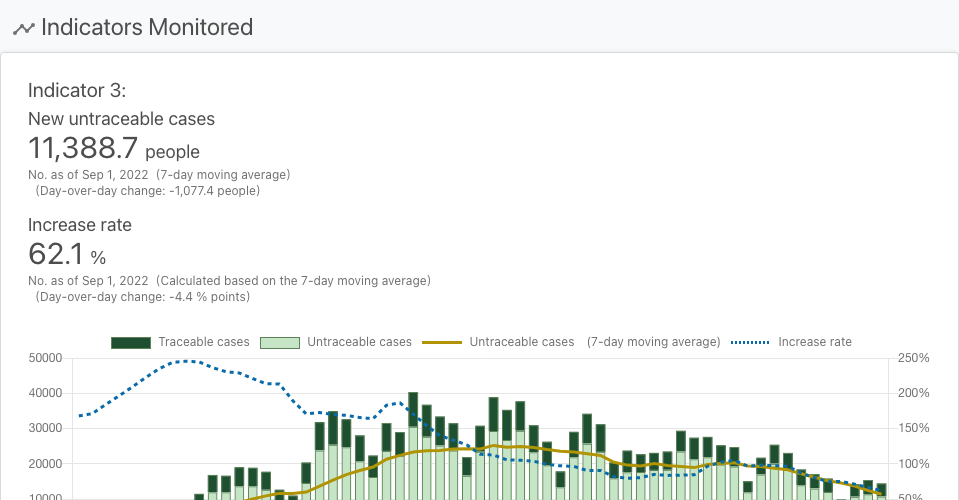 Indicators Monitored
Indicator 3:
New untraceable cases
11,388.7 people
No. as of Sep 1, 2022 (7-day moving average)
(Day-over-day change: -1,077.4 people)
Increase rate
62.1 %
No. as of Sep 1, 2022 (Calculated based on the 7-day moving average)
(Day-over-day change: -4.4 % points)
Traceable cases Untraceable cases Untraceable cases (7-day moving average) Increase rate
50000 250%
40000 200%
30000 150%
20000 100%
10000 50%